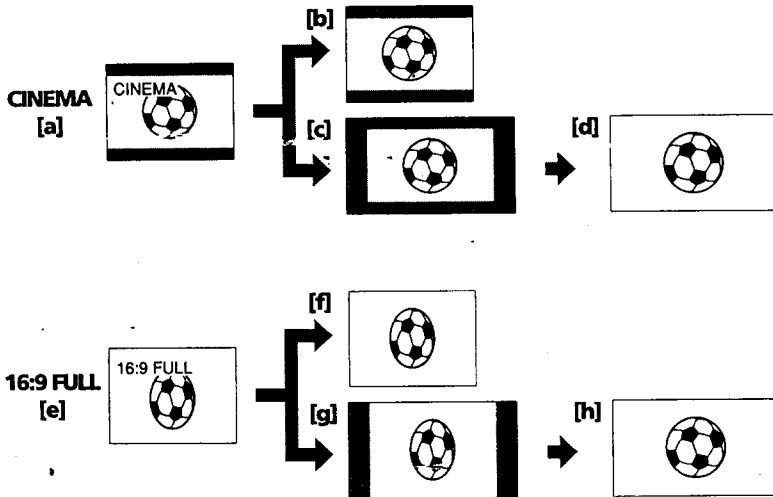 [b]
CINEMA
CINEMA
[a]
[c]
[d]
[f]
16:9 FULL
16:9 FULL
[e]
[g]
[h]